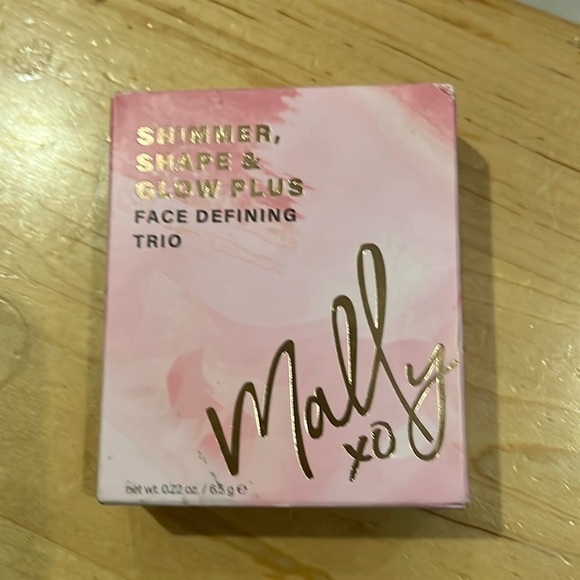 SHIMMER,
SHAPE &
GLOW PLUS
FACE DEFINING
TRIO
Mally
xo
net wt. 0.22 oz. / 6.5 g ℮